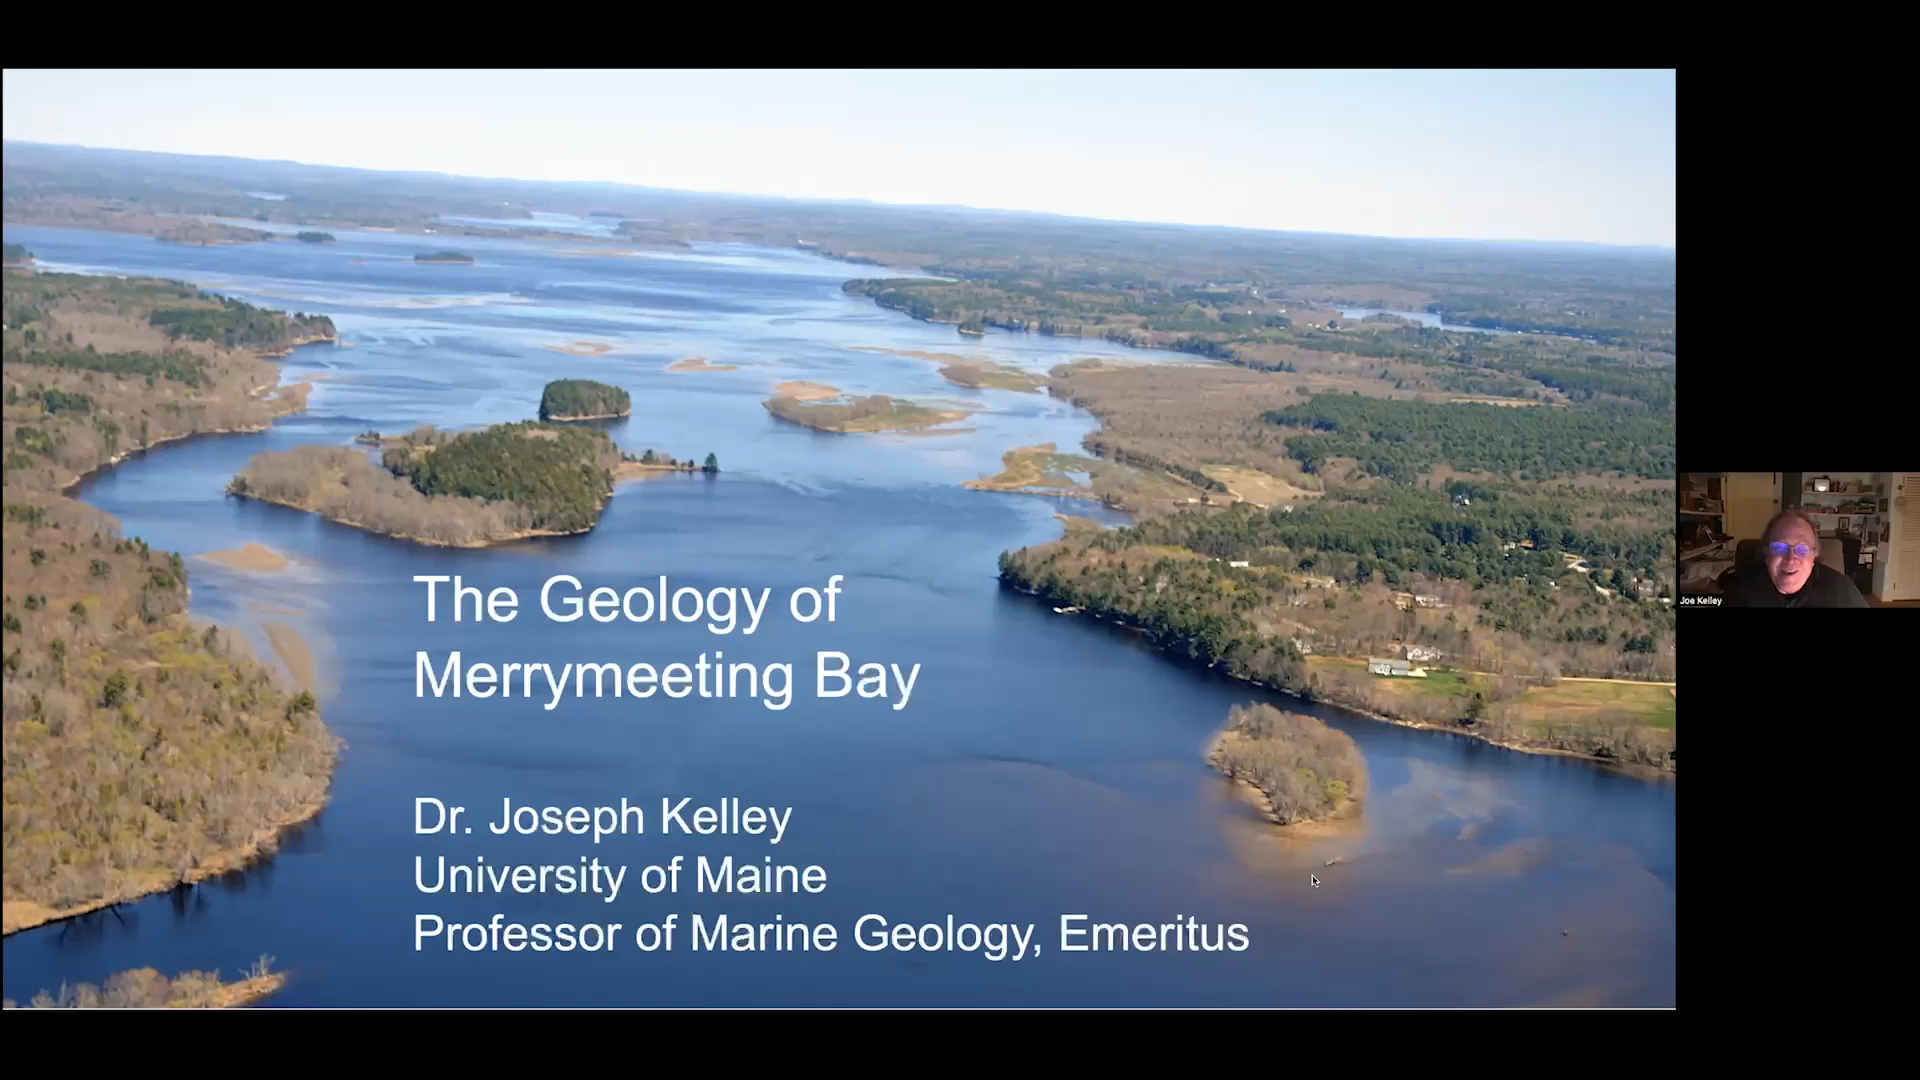 The Geology of
Merrymeeting Bay
Dr. Joseph Kelley
University of Maine
Professor of Marine Geology, Emeritus
Joe Kelley